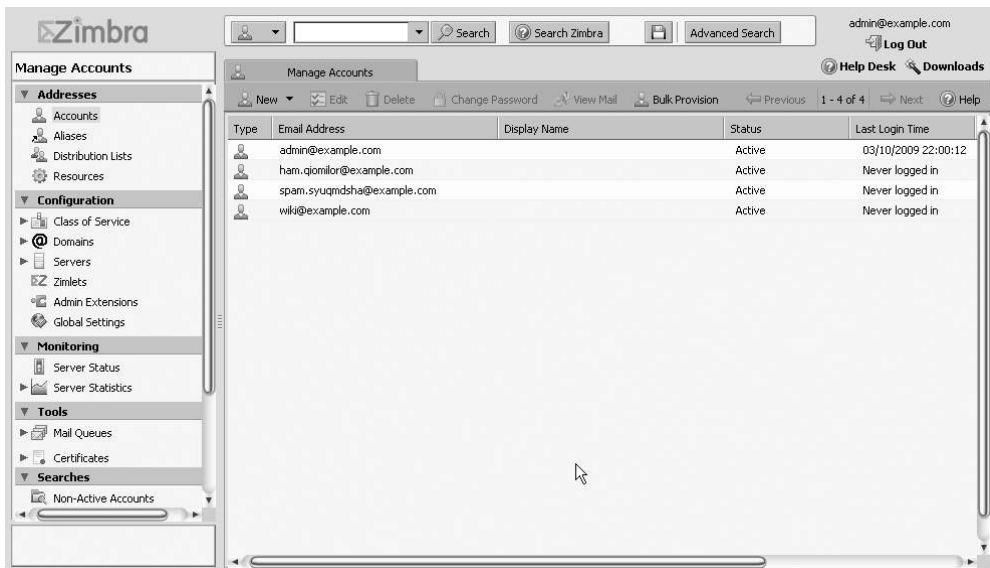 Zimbra
Search
Search Zimbra
Advanced Search
admin@example.com
Log Out
Help Desk
Downloads
Manage Accounts
Addresses
Accounts
Aliases
Distribution Lists
Resources
Configuration
Class of Service
Domains
Servers
Zimlets
Admin Extensions
Global Settings
Monitoring
Server Status
Server Statistics
Tools
Mail Queues
Certificates
Searches
Non-Active Accounts
Manage Accounts
New Edit Delete Change Password View Mail Bulk Provision Previous 1 - 4 of 4 Next Help
Type Email Address Display Name Status Last Login Time
admin@example.com Active 03/10/2009 22:00:12
ham.qiomilor@example.com Active Never logged in
spam.syuqmdsha@example.com Active Never logged in
wiki@example.com Active Never logged in